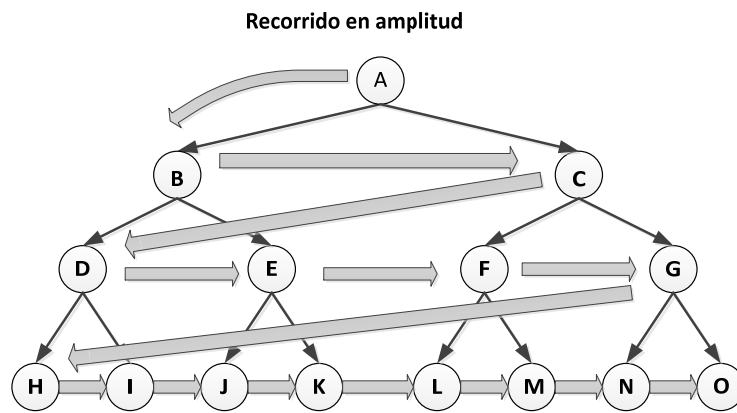 Recorrido en amplitud
A
B C
D E F G
H I J K L M N O